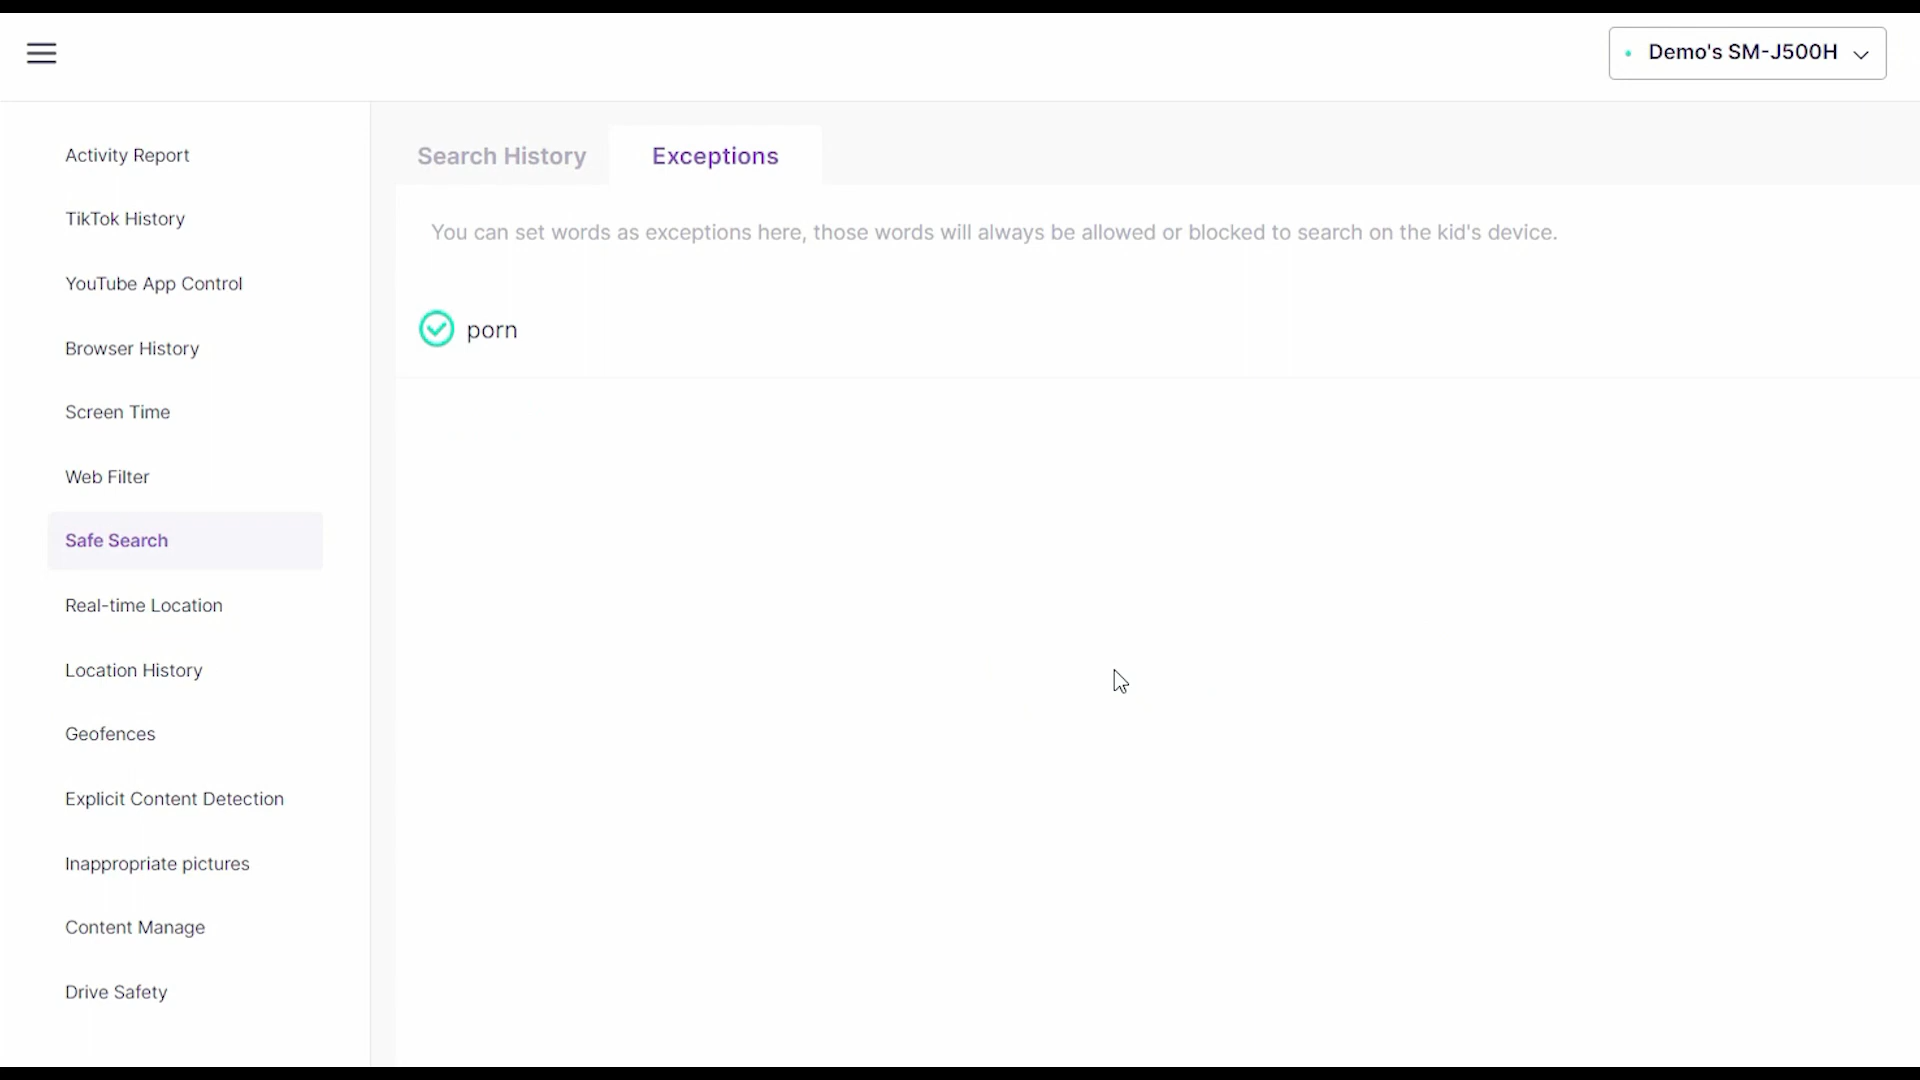 Demo's SM-J500H
Activity Report
TikTok History
YouTube App Control
Browser History
Screen Time
Web Filter
Safe Search
Real-time Location
Location History
Geofences
Explicit Content Detection
Inappropriate pictures
Content Manage
Drive Safety
Search History
Exceptions
You can set words as exceptions here, those words will always be allowed or blocked to search on the kid's device.
porn